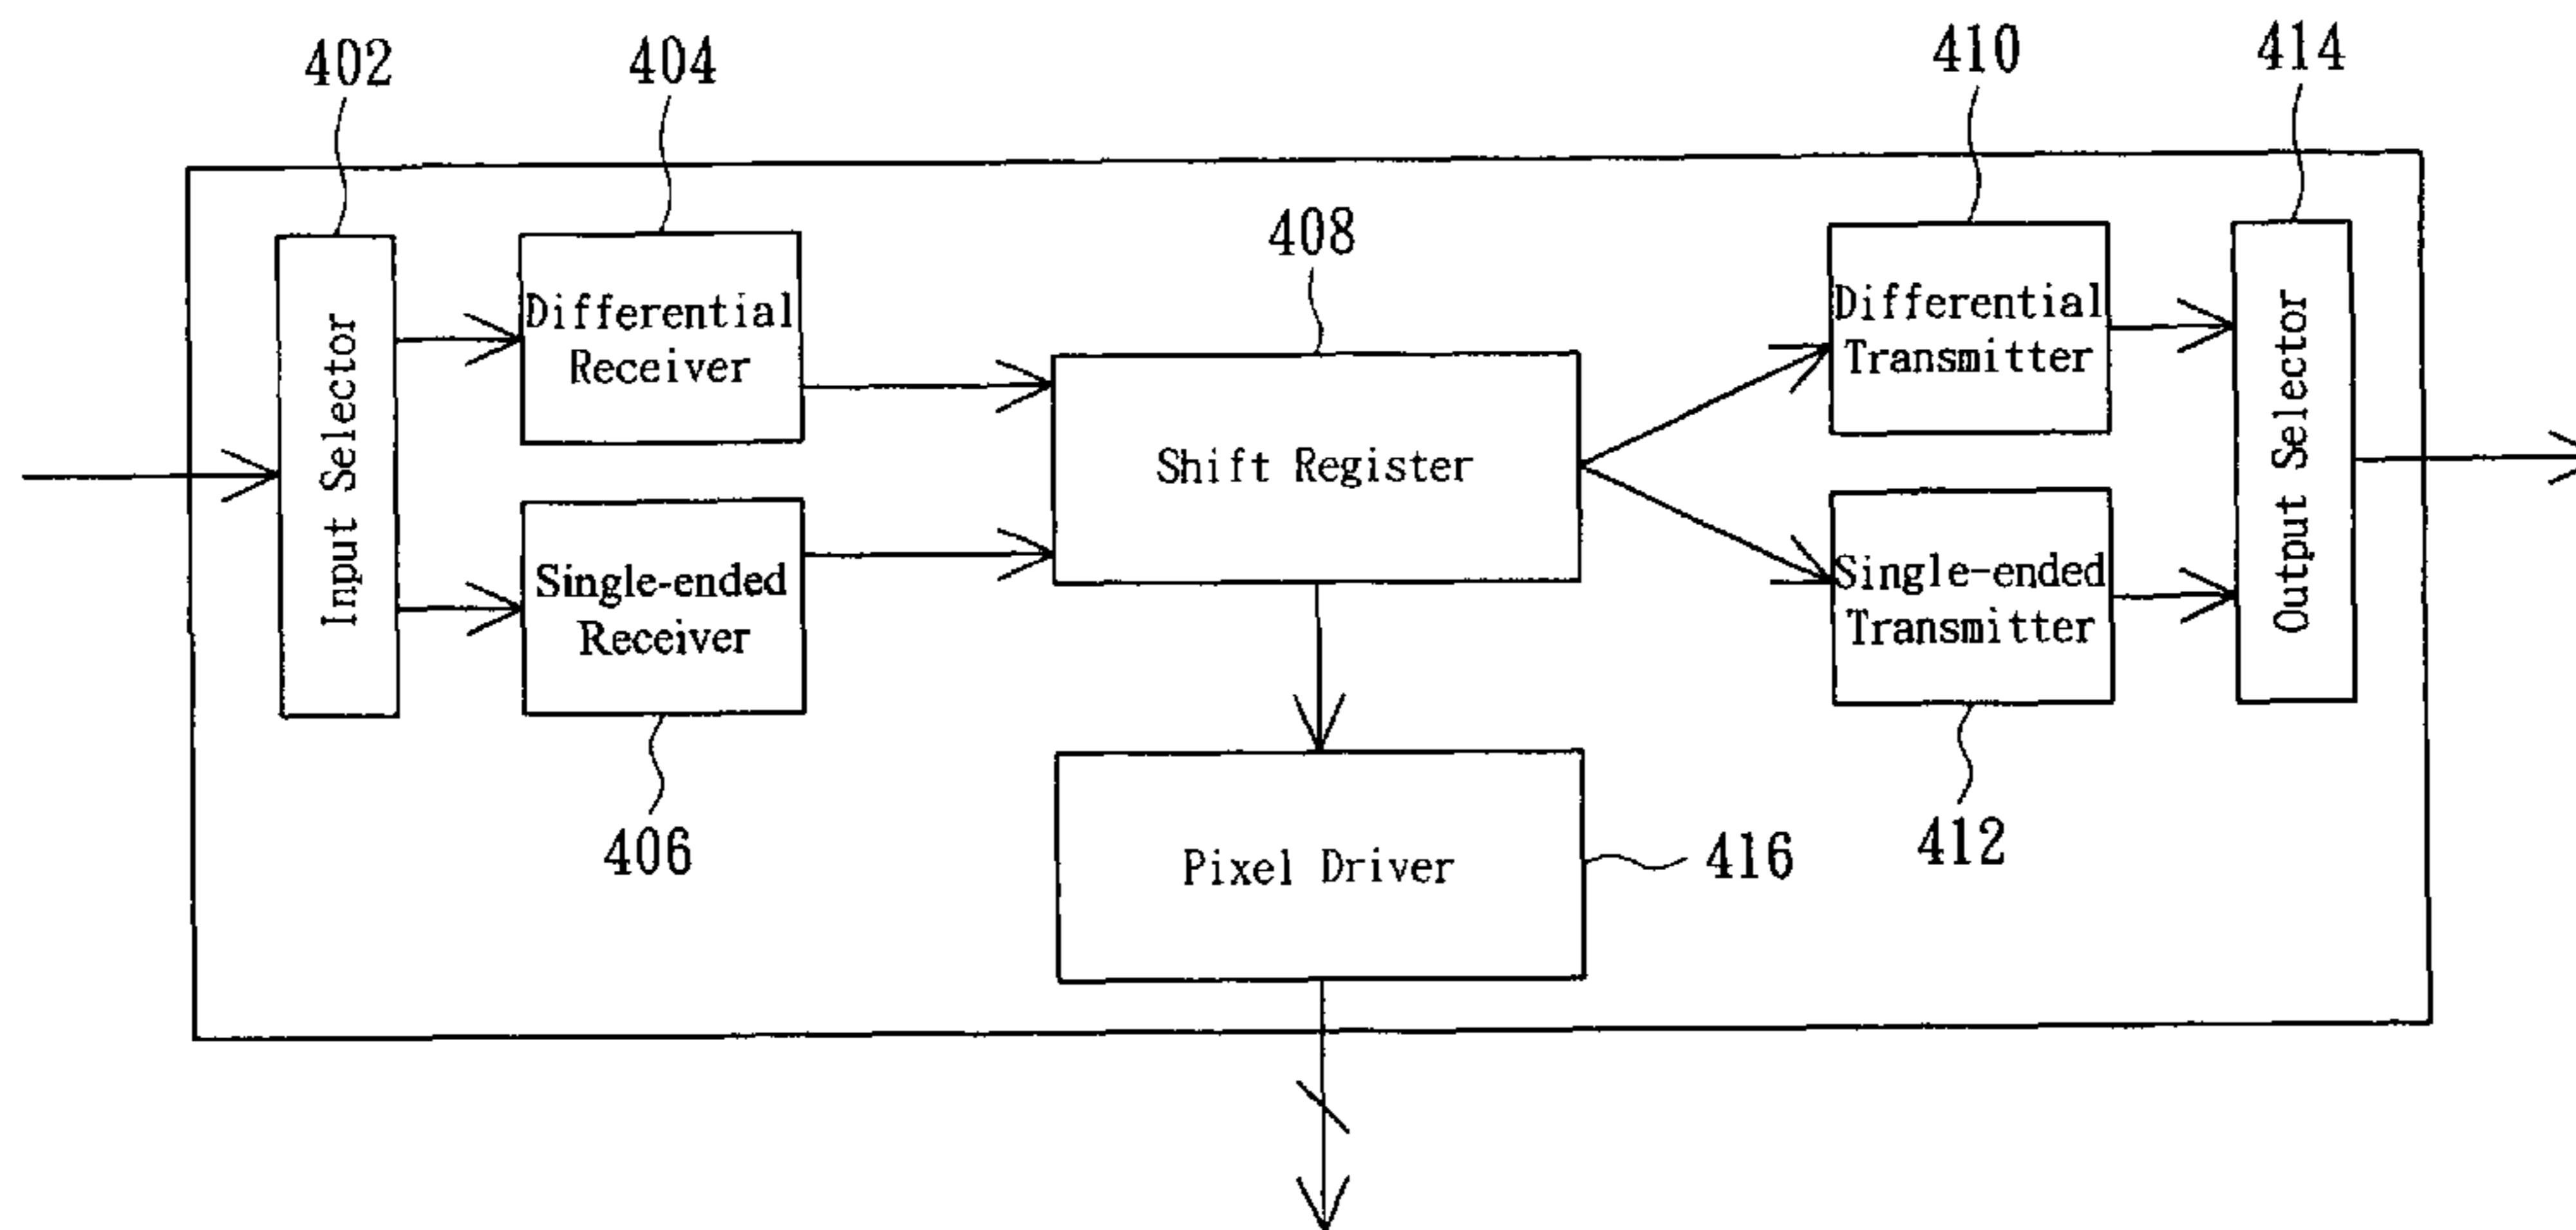 402
404
410
414
408
Input Selector
Differential
Receiver
Single-ended
Receiver
Shift Register
Differential
Transmitter
Single-ended
Transmitter
Output Selector
406
412
Pixel Driver
416